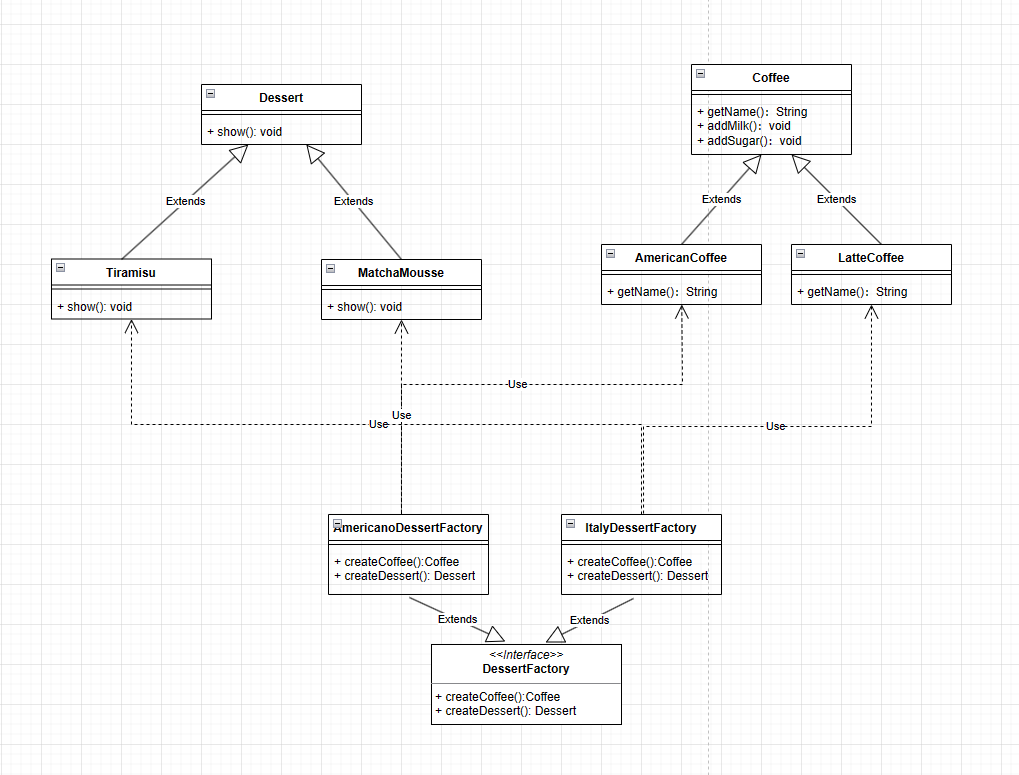 Dessert
+ show(): void
Coffee
+ getName(): String
+ addMilk(): void
+ addSugar(): void
Extends
Extends
Extends
Extends
Tiramisu
+ show(): void
MatchaMousse
+ show(): void
AmericanCoffee
+ getName(): String
LatteCoffee
+ getName(): String
Use
Use
Use
Use
AmericanoDessertFactory
+ createCoffee():Coffee
+ createDessert(): Dessert
ItalyDessertFactory
+ createCoffee():Coffee
+ createDessert(): Dessert
Extends
Extends
<<Interface>>
DessertFactory
+ createCoffee():Coffee
+ createDessert(): Dessert